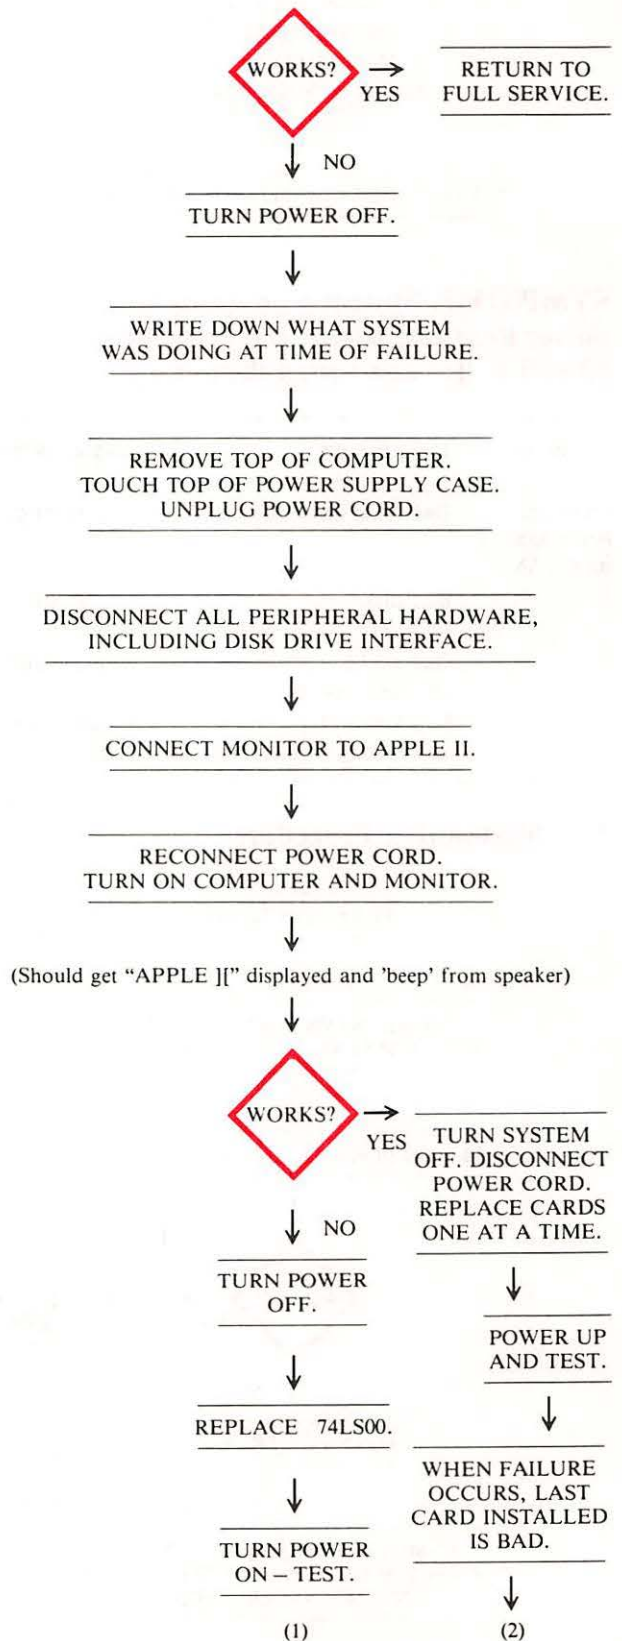 WORKS?
YES
RETURN TO
FULL SERVICE.
NO
TURN POWER OFF.
WRITE DOWN WHAT SYSTEM
WAS DOING AT TIME OF FAILURE.
REMOVE TOP OF COMPUTER.
TOUCH TOP OF POWER SUPPLY CASE.
UNPLUG POWER CORD.
DISCONNECT ALL PERIPHERAL HARDWARE,
INCLUDING DISK DRIVE INTERFACE.
CONNECT MONITOR TO APPLE II.
RECONNECT POWER CORD.
TURN ON COMPUTER AND MONITOR.
(Should get “APPLE ][” displayed and 'beep' from speaker)
WORKS?
YES
TURN SYSTEM
OFF. DISCONNECT
POWER CORD.
REPLACE CARDS
ONE AT A TIME.
NO
TURN POWER
OFF.
POWER UP
AND TEST.
REPLACE 74LS00.
WHEN FAILURE
OCCURS, LAST
CARD INSTALLED
IS BAD.
TURN POWER
ON – TEST.
(1)
(2)